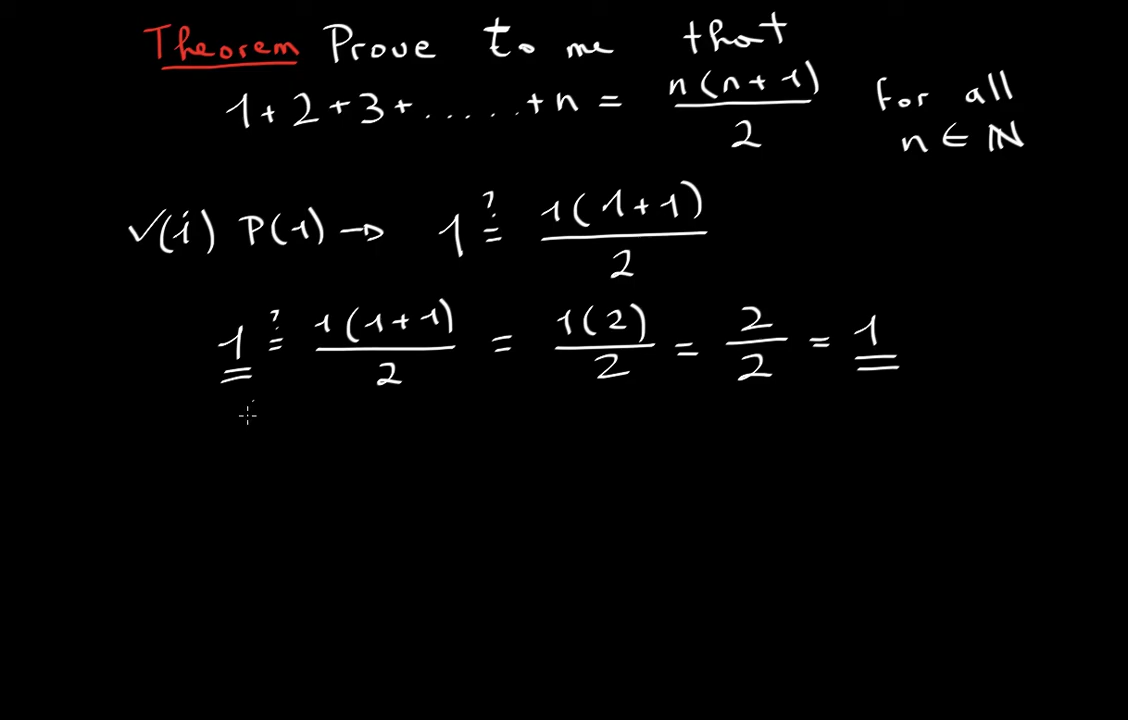 Theorem Prove to me that
1 + 2 + 3 + ..... + n = n(n+1)/2 for all n ∈ ℕ
✓(i) P(1) → 1 ≟ 1(1+1)/2
1 ≟ 1(1+1)/2 = 1(2)/2 = 2/2 = 1